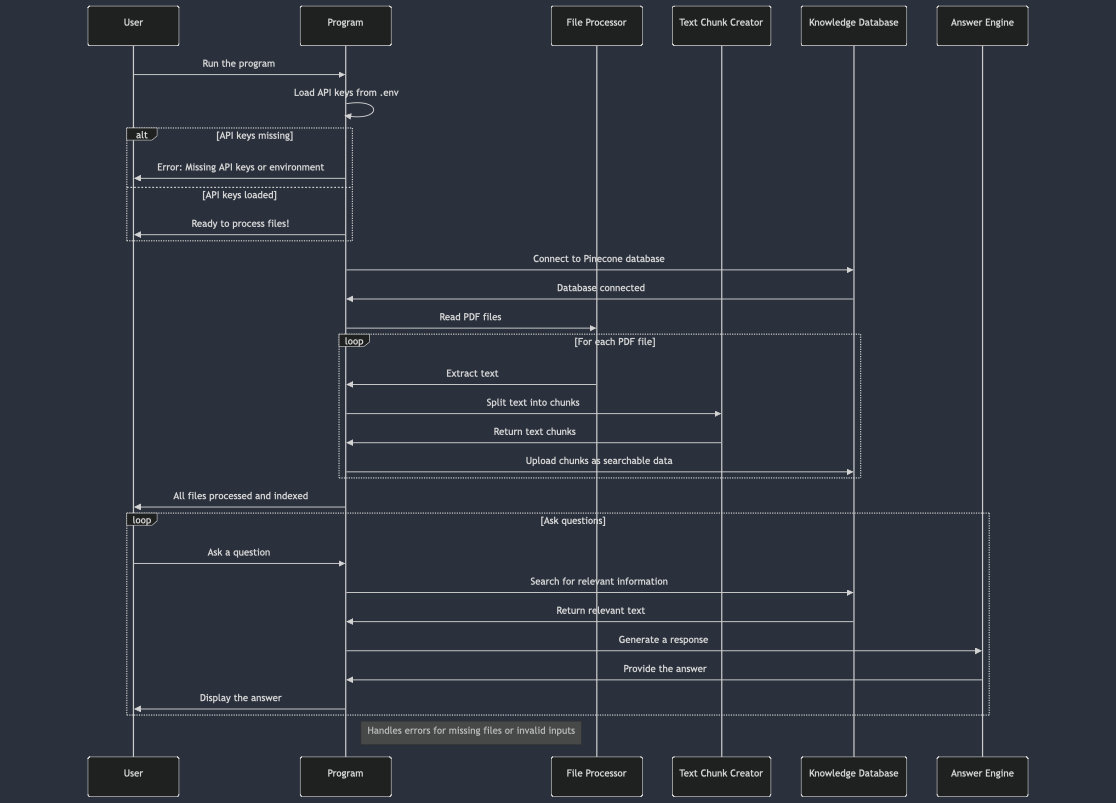 User
Program
File Processor
Text Chunk Creator
Knowledge Database
Answer Engine
Run the program
Load API keys from .env
alt
[API keys missing]
Error: Missing API keys or environment
[API keys loaded]
Ready to process files!
Connect to Pinecone database
Database connected
Read PDF files
loop
[For each PDF file]
Extract text
Split text into chunks
Return text chunks
Upload chunks as searchable data
All files processed and indexed
loop
[Ask questions]
Ask a question
Search for relevant information
Return relevant text
Generate a response
Provide the answer
Display the answer
Handles errors for missing files or invalid inputs
User
Program
File Processor
Text Chunk Creator
Knowledge Database
Answer Engine